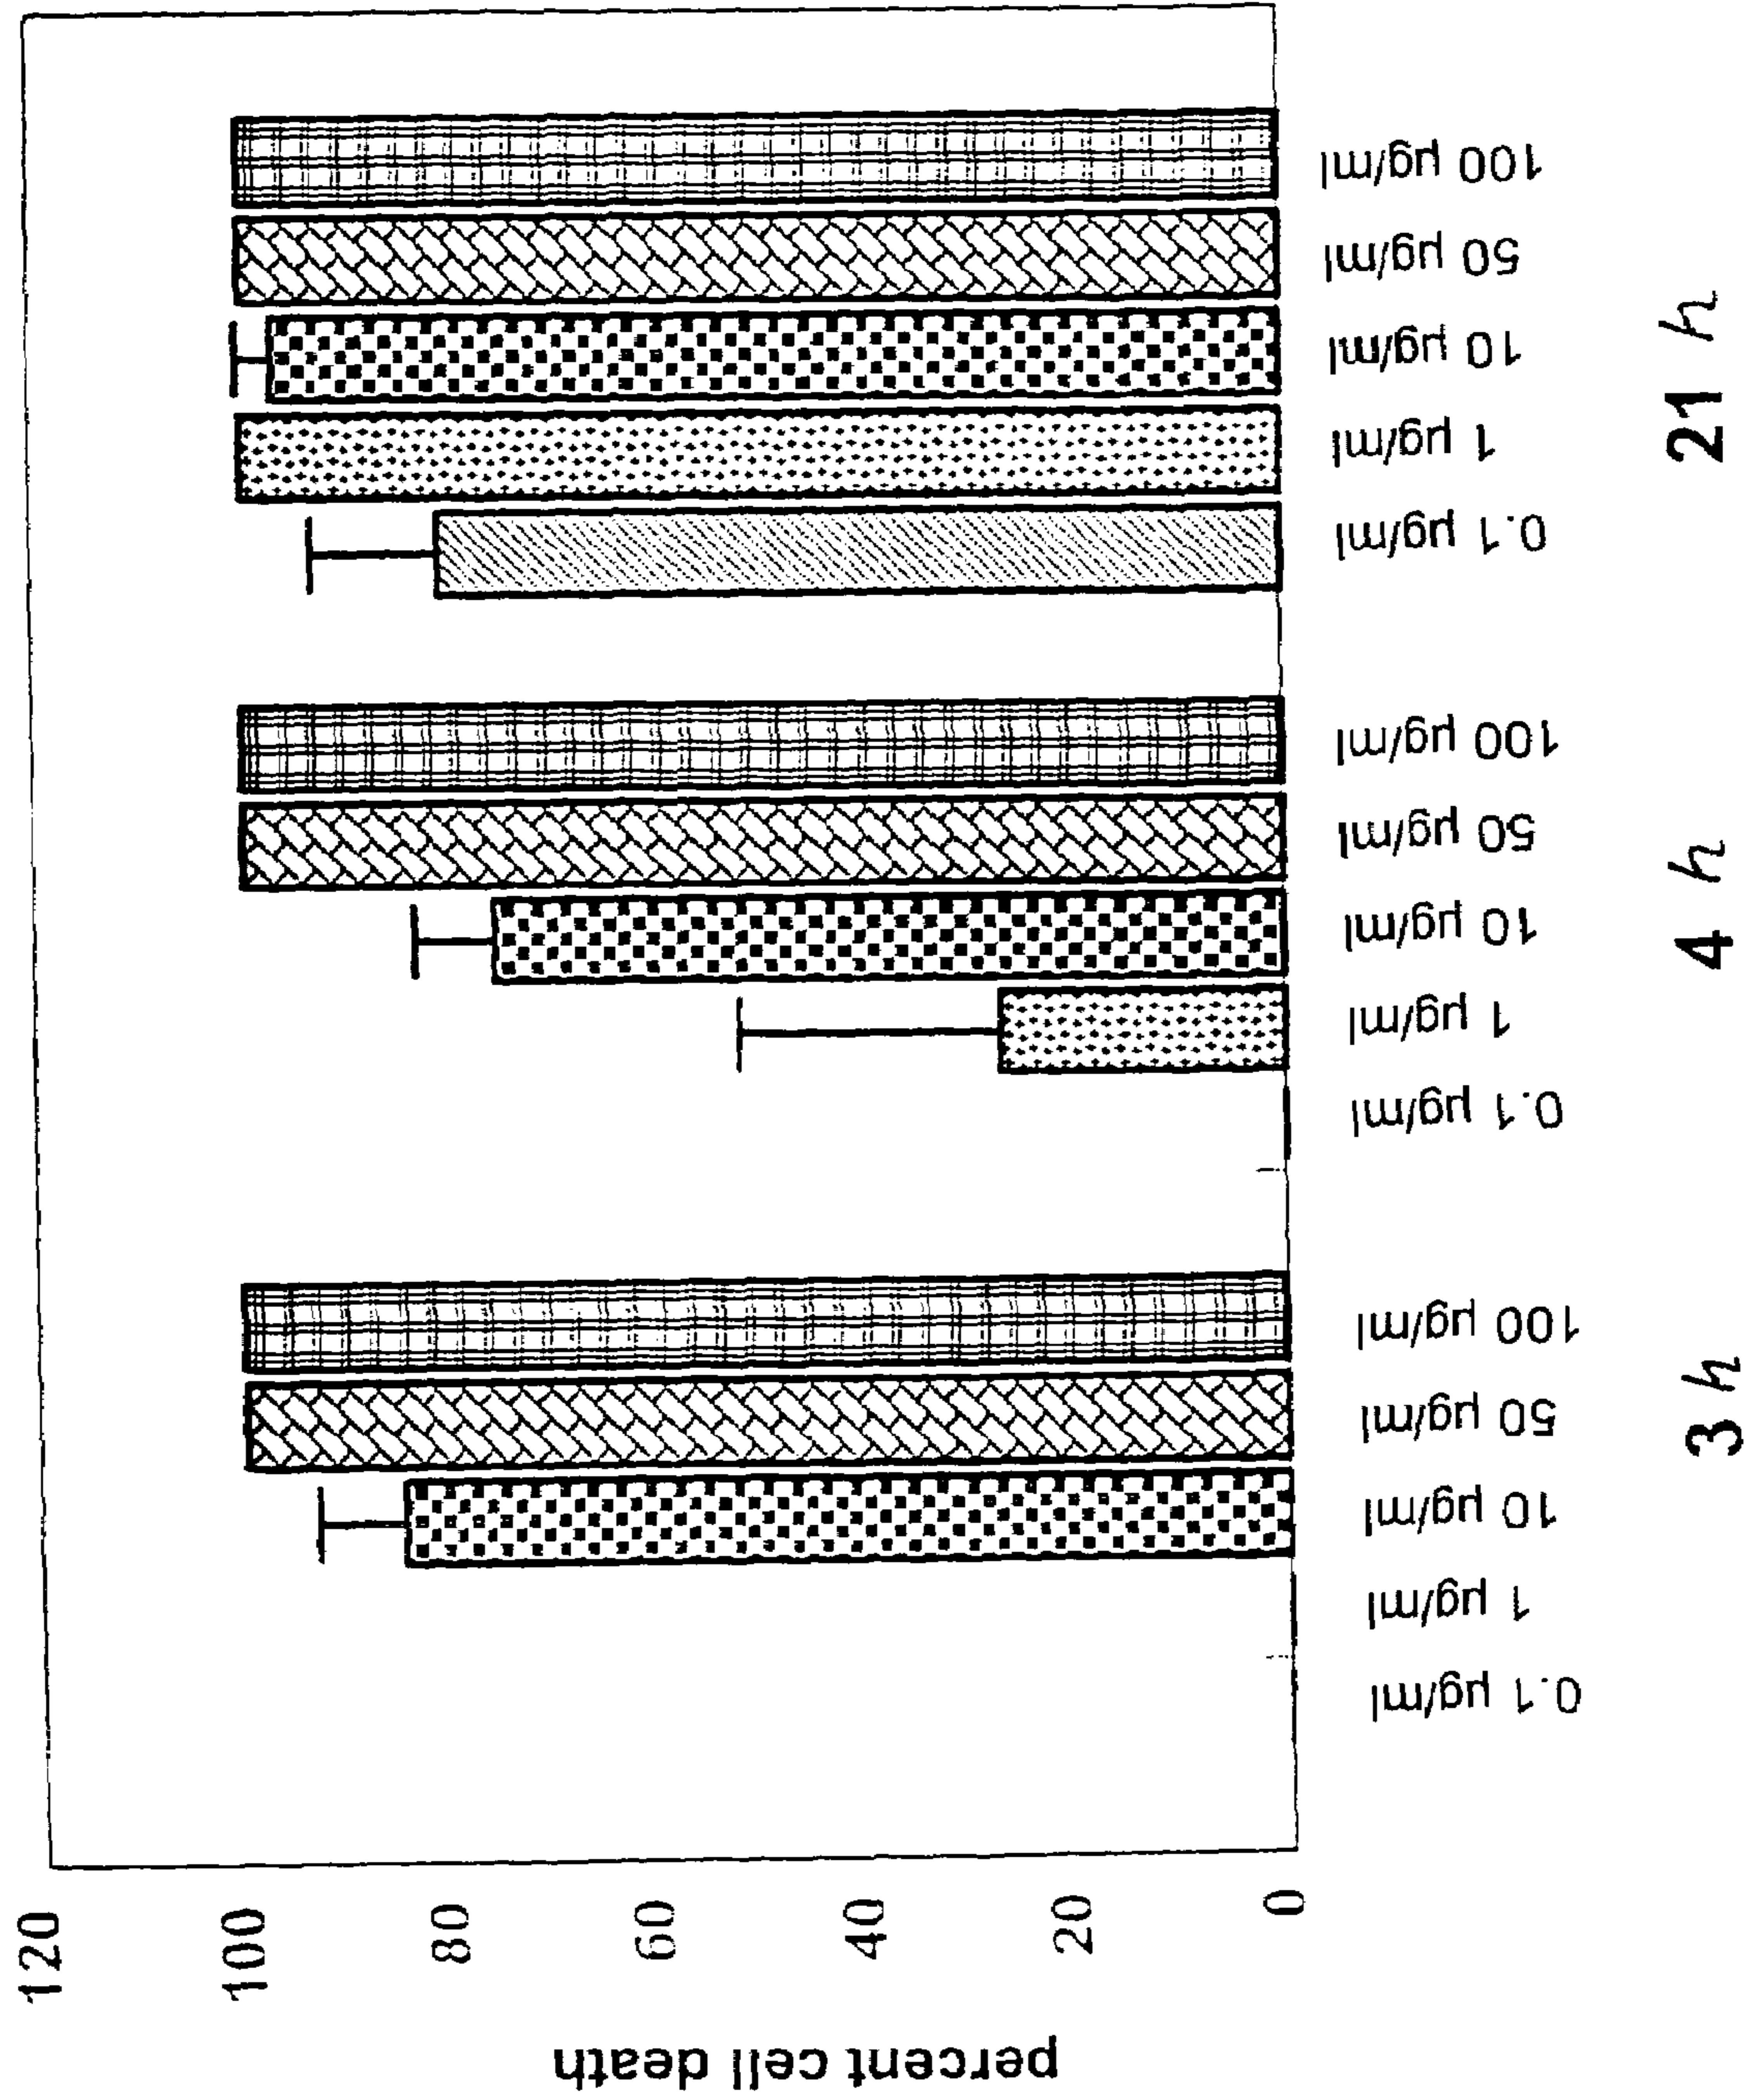 percent cell death
120
100
80
60
40
20
0
0.1 µg/ml
1 µg/ml
10 µg/ml
50 µg/ml
100 µg/ml
0.1 µg/ml
1 µg/ml
10 µg/ml
50 µg/ml
100 µg/ml
0.1 µg/ml
1 µg/ml
10 µg/ml
50 µg/ml
100 µg/ml
3 h
4 h
21 h